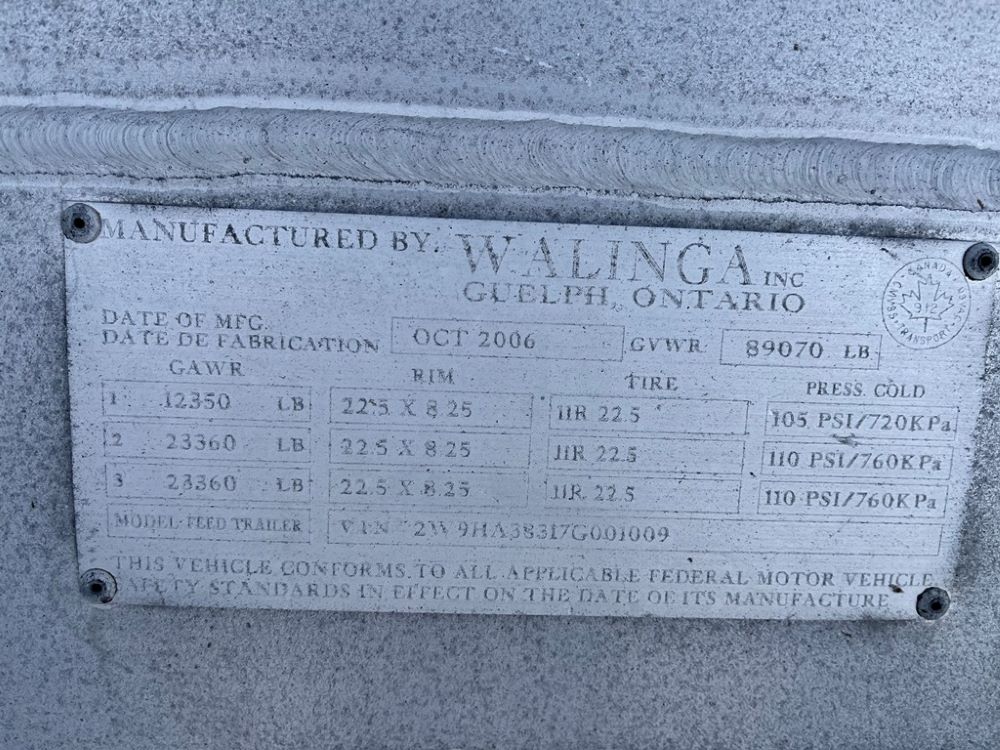 MANUFACTURED BY. WALINGA INC
GUELPH, ONTARIO
DATE OF MFG.
DATE DE FABRICATION OCT 2006 GVWR 89070 LB
GAWR RIM TIRE PRESS. COLD
1 12350 LB 22.5 X 8.25 11R 22.5 105 PSI/720KPa
2 23360 LB 22.5 X 8.25 11R 22.5 110 PSI/760KPa
3 23360 LB 22.5 X 8.25 11R 22.5 110 PSI/760KPa
MODEL-FEED TRAILER VIN 2W9HA38317G001009
THIS VEHICLE CONFORMS TO ALL APPLICABLE FEDERAL MOTOR VEHICLE
SAFETY STANDARDS IN EFFECT ON THE DATE OF ITS MANUFACTURE
CANADA
312
TRANSPORT